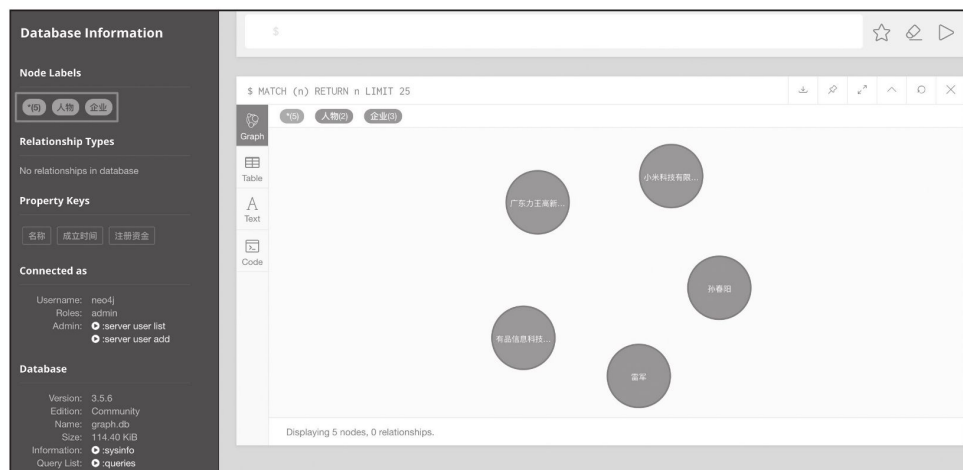 Database Information
Node Labels
*(5) 人物 企业
Relationship Types
No relationships in database
Property Keys
名称 成立时间 注册资金
Connected as
Username: neo4j
Roles: admin
Admin: :server user list
:server user add
Database
Version: 3.5.6
Edition: Community
Name: graph.db
Size: 114.40 KiB
Information: :sysinfo
Query List: :queries
$
$ MATCH (n) RETURN n LIMIT 25
*(5) 人物(2) 企业(3)
Graph
Table
A
Text
Code
小米科技有限...
广东力王高新...
孙春阳
有品信息科技...
雷军
Displaying 5 nodes, 0 relationships.